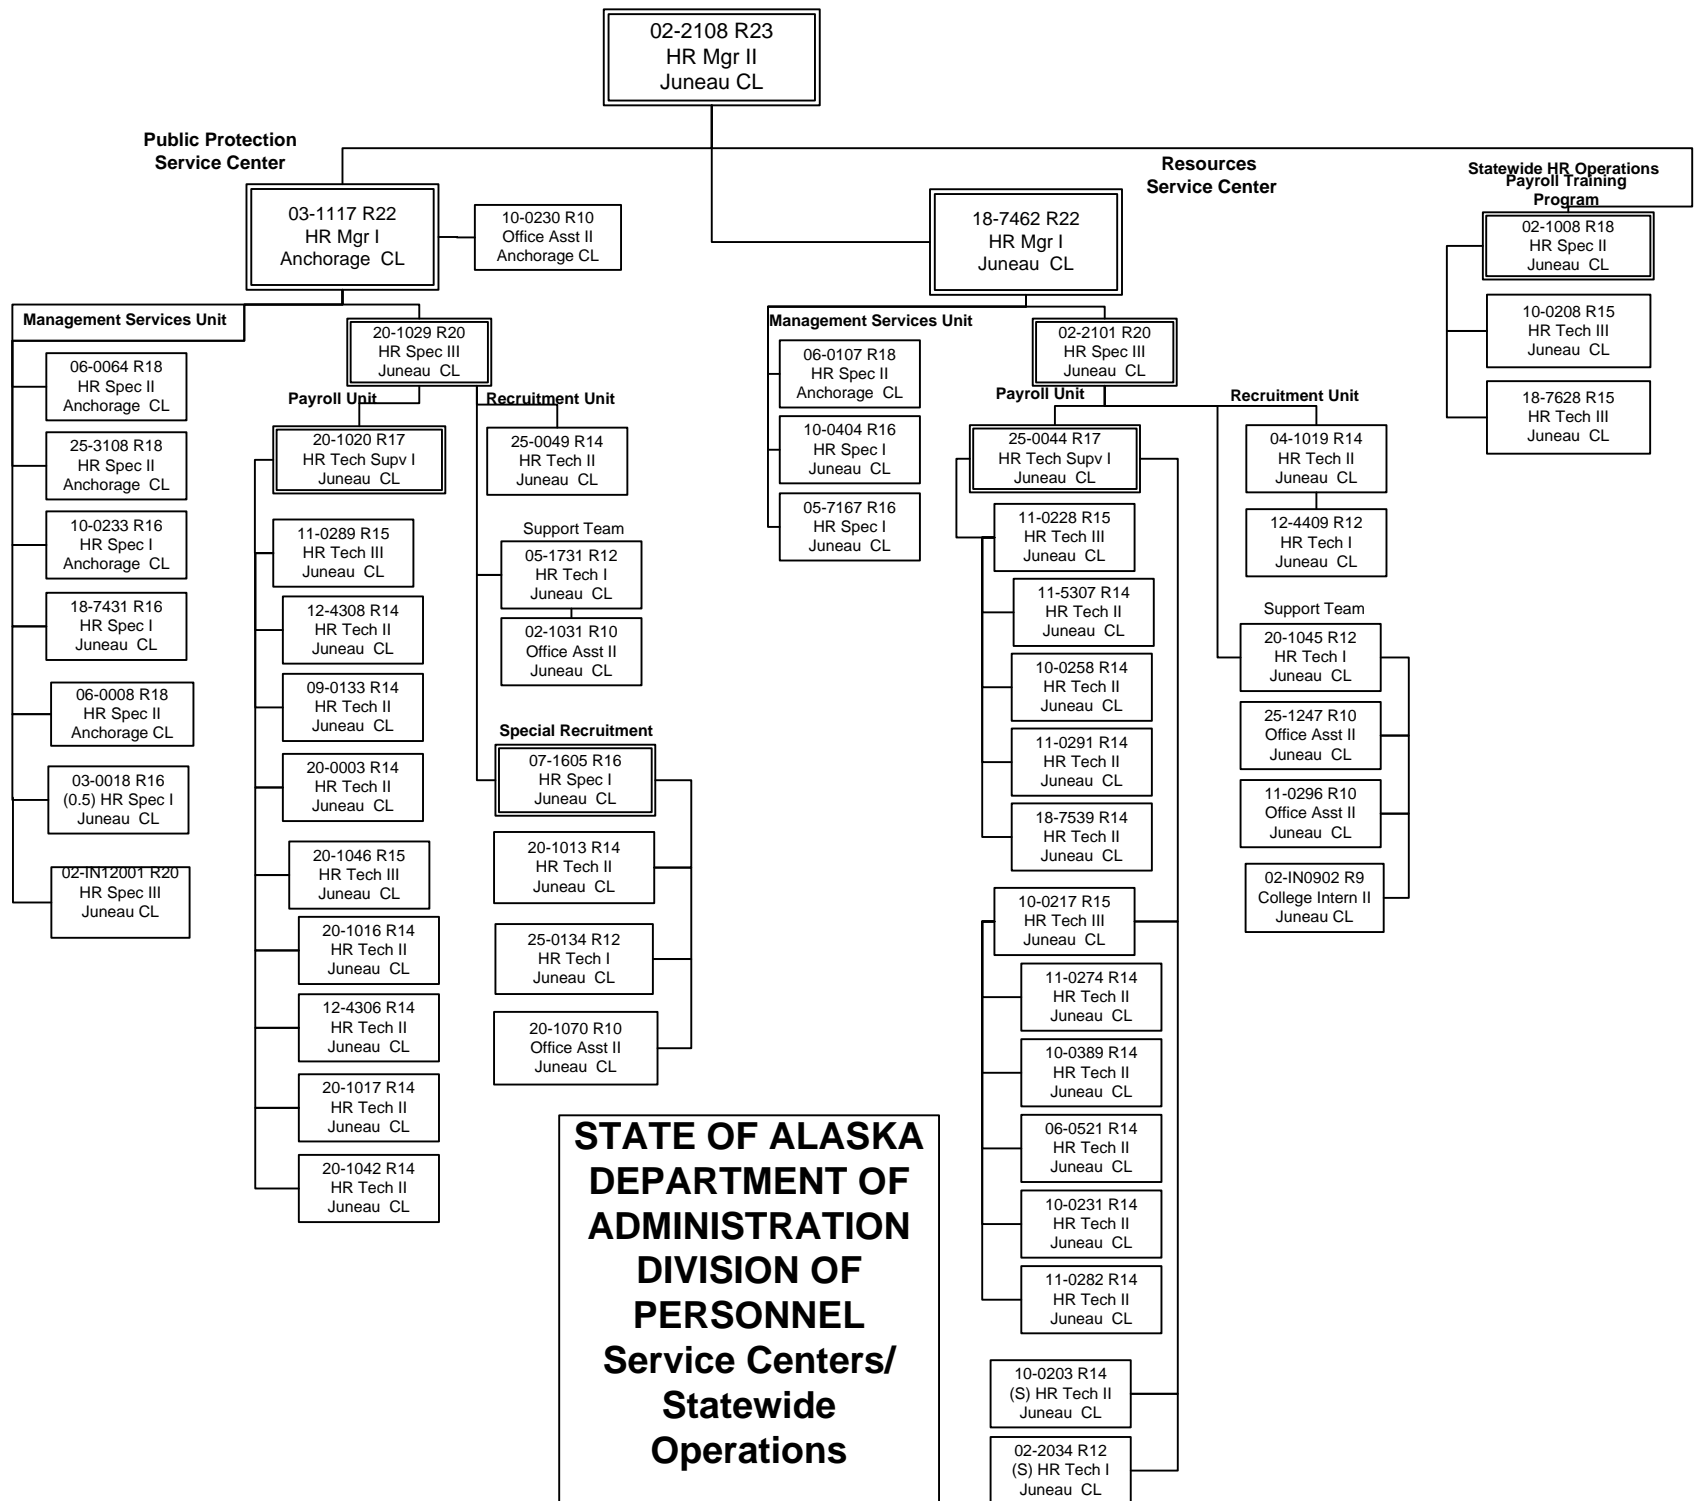 02-2108 R23
HR Mgr II
Juneau CL
Public Protection
Service Center
03-1117 R22
HR Mgr I
Anchorage CL
10-0230 R10
Office Asst II
Anchorage CL
Management Services Unit
06-0064 R18
HR Spec II
Anchorage CL
25-3108 R18
HR Spec II
Anchorage CL
10-0233 R16
HR Spec I
Anchorage CL
18-7431 R16
HR Spec I
Juneau CL
06-0008 R18
HR Spec II
Anchorage CL
03-0018 R16
(0.5) HR Spec I
Juneau CL
02-IN12001 R20
HR Spec III
Juneau CL
20-1029 R20
HR Spec III
Juneau CL
Payroll Unit
20-1020 R17
HR Tech Supv I
Juneau CL
11-0289 R15
HR Tech III
Juneau CL
12-4308 R14
HR Tech II
Juneau CL
09-0133 R14
HR Tech II
Juneau CL
20-0003 R14
HR Tech II
Juneau CL
20-1046 R15
HR Tech III
Juneau CL
20-1016 R14
HR Tech II
Juneau CL
12-4306 R14
HR Tech II
Juneau CL
20-1017 R14
HR Tech II
Juneau CL
20-1042 R14
HR Tech II
Juneau CL
Recruitment Unit
25-0049 R14
HR Tech II
Juneau CL
Support Team
05-1731 R12
HR Tech I
Juneau CL
02-1031 R10
Office Asst II
Juneau CL
Special Recruitment
07-1605 R16
HR Spec I
Juneau CL
20-1013 R14
HR Tech II
Juneau CL
25-0134 R12
HR Tech I
Juneau CL
20-1070 R10
Office Asst II
Juneau CL
Resources
Service Center
18-7462 R22
HR Mgr I
Juneau CL
Management Services Unit
06-0107 R18
HR Spec II
Anchorage CL
10-0404 R16
HR Spec I
Juneau CL
05-7167 R16
HR Spec I
Juneau CL
02-2101 R20
HR Spec III
Juneau CL
Payroll Unit
25-0044 R17
HR Tech Supv I
Juneau CL
11-0228 R15
HR Tech III
Juneau CL
11-5307 R14
HR Tech II
Juneau CL
10-0258 R14
HR Tech II
Juneau CL
11-0291 R14
HR Tech II
Juneau CL
18-7539 R14
HR Tech II
Juneau CL
10-0217 R15
HR Tech III
Juneau CL
11-0274 R14
HR Tech II
Juneau CL
10-0389 R14
HR Tech II
Juneau CL
06-0521 R14
HR Tech II
Juneau CL
10-0231 R14
HR Tech II
Juneau CL
11-0282 R14
HR Tech II
Juneau CL
10-0203 R14
(S) HR Tech II
Juneau CL
02-2034 R12
(S) HR Tech I
Juneau CL
Recruitment Unit
04-1019 R14
HR Tech II
Juneau CL
12-4409 R12
HR Tech I
Juneau CL
Support Team
20-1045 R12
HR Tech I
Juneau CL
25-1247 R10
Office Asst II
Juneau CL
11-0296 R10
Office Asst II
Juneau CL
02-IN0902 R9
College Intern II
Juneau CL
Statewide HR Operations
Payroll Training
Program
02-1008 R18
HR Spec II
Juneau CL
10-0208 R15
HR Tech III
Juneau CL
18-7628 R15
HR Tech III
Juneau CL
STATE OF ALASKA
DEPARTMENT OF
ADMINISTRATION
DIVISION OF
PERSONNEL
Service Centers/
Statewide
Operations